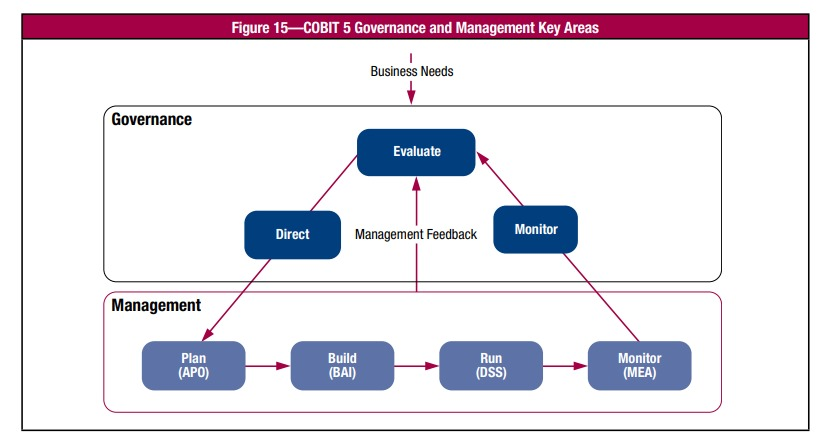 Figure 15—COBIT 5 Governance and Management Key Areas
Business Needs
Governance
Evaluate
Direct
Management Feedback
Monitor
Management
Plan
(APO)
Build
(BAI)
Run
(DSS)
Monitor
(MEA)